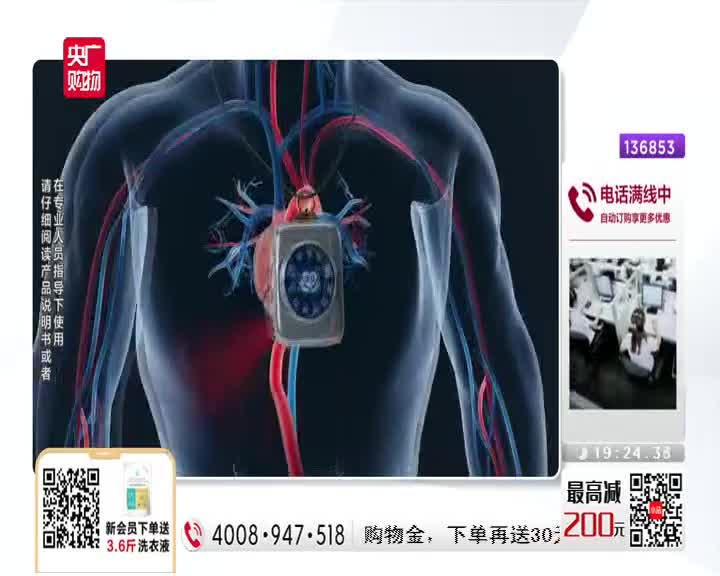 央广
购物
136853
电话满线中
自动订购享更多优惠
请仔细阅读产品说明书或者
在专业人员指导下使用
19:24.38
新会员下单送
3.6斤洗衣液
4008·947·518
购物金，下单再送30元
最高减
200元